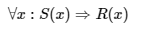 ∀x : S(x) ⇒ R(x)